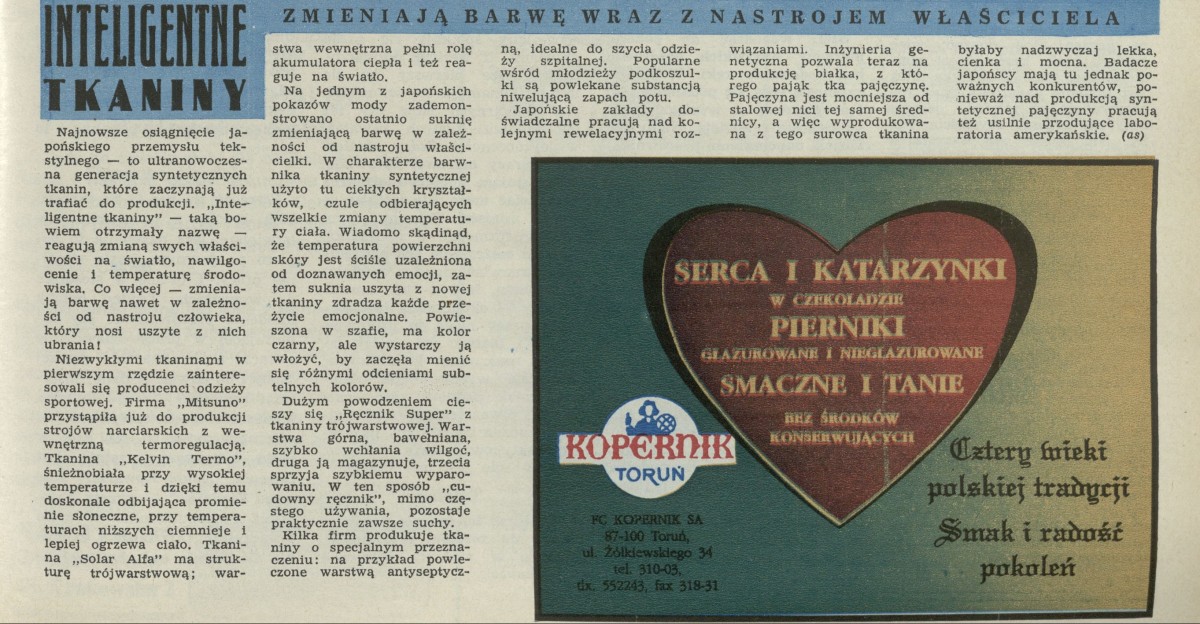 INTELIGENTNE
TKANINY
ZMIENIAJĄ BARWĘ WRAZ Z NASTROJEM WŁAŚCICIELA
Najnowsze osiągnięcie ja-
pońskiego przemysłu tek-
stylnego — to ultranowoczes-
na generacja syntetycznych
tkanin, które zaczynają już
trafiać do produkcji. „Inte-
ligentne tkaniny” — taką bo-
wiem otrzymały nazwę —
reagują zmianą swych właści-
wości na światło, nawilgo-
cenie i temperaturę środo-
wiska. Co więcej — zmienia-
ją barwę nawet w zależno-
ści od nastroju człowieka,
który nosi uszyte z nich
ubrania!
Niezwykłymi tkaninami w
pierwszym rzędzie zaintere-
sowali się producenci odzieży
sportowej. Firma „Mitsuno”
przystąpiła już do produkcji
strojów narciarskich z we-
wnętrzną termoregulacją.
Tkanina „Kelvin Termo”,
śnieżnobiała przy wysokiej
temperaturze i dzięki temu
doskonale odbijająca promie-
nie słoneczne, przy tempera-
turach niższych ciemnieje i
lepiej ogrzewa ciało. Tkani-
na „Solar Alfa” ma struk-
turę trójwarstwową; war-
stwa wewnętrzna pełni rolę
akumulatora ciepła i też rea-
guje na światło.
Na jednym z japońskich
pokazów mody zademon-
strowano ostatnio suknię
zmieniającą barwę w zależ-
ności od nastroju właści-
cielki. W charakterze barw-
nika tkaniny syntetycznej
użyto tu ciekłych kryształ-
ków, czule odbierających
wszelkie zmiany temperatu-
ry ciała. Wiadomo skądinąd,
że temperatura powierzchni
skóry jest ściśle uzależniona
od doznawanych emocji, za-
tem suknia uszyta z nowej
tkaniny zdradza każde prze-
życie emocjonalne. Powie-
szona w szafie, ma kolor
czarny, ale wystarczy ją
włożyć, by zaczęła mienić
się różnymi odcieniami sub-
telnych kolorów.
Dużym powodzeniem cie-
szy się „Ręcznik Super” z
tkaniny trójwarstwowej. War-
stwa górna, bawełniana,
szybko wchłania wilgoć,
druga ją magazynuje, trzecia
sprzyja szybkiemu wyparo-
waniu. W ten sposób „cu-
downy ręcznik”, mimo czę-
stego używania, pozostaje
praktycznie zawsze suchy.
Kilka firm produkuje tka-
niny o specjalnym przezna-
czeniu: na przykład powle-
czone warstwą antyseptycz-
ną, idealne do szycia odzie-
ży szpitalnej. Popularne
wśród młodzieży podkoszul-
ki są powlekane substancją
niwelującą zapach potu.
Japońskie zakłady do-
świadczalne pracują nad ko-
lejnymi rewelacyjnymi roz-
wiązaniami. Inżynieria ge-
netyczna pozwala teraz na
produkcję białka, z któ-
rego pająk tka pajęczynę.
Pajęczyna jest mocniejsza od
stalowej nici tej samej śred-
nicy, a więc wyprodukowa-
na z tego surowca tkanina
byłaby nadzwyczaj lekka,
cienka i mocna. Badacze
japońscy mają tu jednak po-
ważnych konkurentów, po-
nieważ nad produkcją syn-
tetycznej pajęczyny pracują
też usilnie przodujące labo-
ratoria amerykańskie. (as)
SERCA I KATARZYNKI
W CZEKOLADZIE
PIERNIKI
GLAZUROWANE I NIEGLAZUROWANE
SMACZNE I TANIE
BEZ ŚRODKÓW
KONSERWUJĄCYCH
KOPERNIK
TORUŃ
FC KOPERNIK SA
87-100 Toruń,
ul. Żółkiewskiego 34
tel. 310-03,
tlx. 552243, fax 318-31
Cztery wieki
polskiej tradycji
Smak i radość
pokoleń